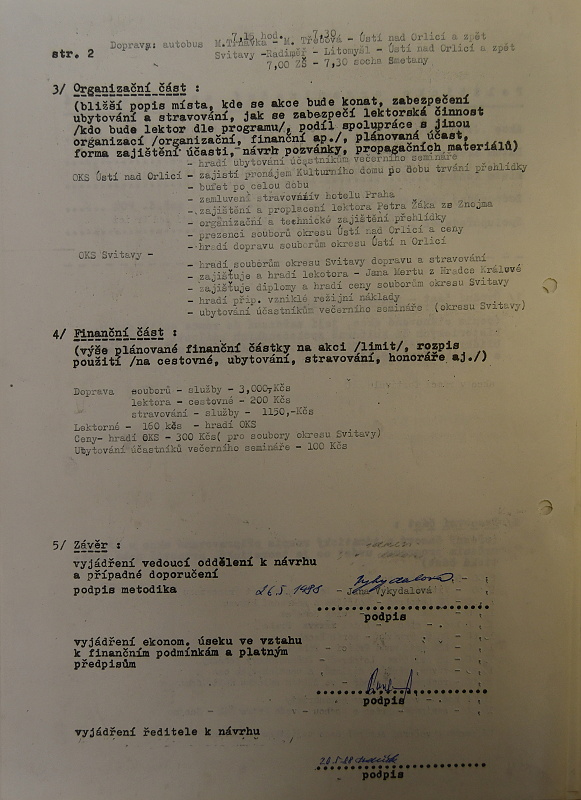 7,15 hod. 7,30
Doprava: autobus M.Trnávka - M. Třebová - Ústí nad Orlicí a zpět
str. 2 Svitavy -Radiměř - Litomyšl - Ústí nad Orlicí a zpět
7,00 ZŠ - 7,30 socha Smetany
3/ Organizační část :
(bližší popis místa, kde se akce bude konat, zabezpečení
ubytování a stravování, jak se zabezpečí lektorská činnost
/kdo bude lektor dle programu/, podíl spolupráce s jinou
organizací /organizační, finanční ap./, plánovaná účast,
forma zajištění účasti, návrh pozvánky, propagačních materiálů)
- hradí ubytování účastníkům večerního semináře
OKS Ústí nad Orlicí - zajistí pronájem Kulturního domu po dobu trvání přehlídky
- bufet po celou dobu
- zamluvení stravování v hotelu Praha
- zajištění a proplacení lektora Petra Žáka ze Znojma
- organizační a technické zajištění přehlídky
- prezenci souborů okresu Ústí nad Orlicí a ceny
- hradí dopravu souborům okresu Ústí n Orlicí
OKS Svitavy -
- hradí souborům okresu Svitavy dopravu a stravování
- zajišťuje a hradí lekotora - Jana Mertu z Hradce Králové
- zajišťuje diplomy a hradí ceny souborům okresu Svitavy
- hradí příp. vzniklé režijní náklady
- ubytování účastníkům večerního semináře (okresu Svitavy)
4/ Finanční část :
(výše plánované finanční částky na akci /limit/, rozpis
použití /na cestovné, ubytování, stravování, honoráře aj./)
Doprava souborů - služby - 3,000,-Kčs
lektora - cestovné - 200 Kčs
stravování - služby - 1150,-Kčs
Lektorné - 160 kčs - hradí OKS
Ceny- hradí OKS - 300 Kčs( pro soubory okresu Svitavy)
Ubytování účastníků večerního semináře - 100 Kčs
5/ Závěr :
vyjádření vedoucí oddělení k návrhu
a případné doporučení
podpis metodika 26.5. 1988 - Jana Vykydalová
podpis
vyjádření ekonom. úseku ve vztahu
k finančním podmínkám a platným
předpisům
podpis
vyjádření ředitele k návrhu
podpis